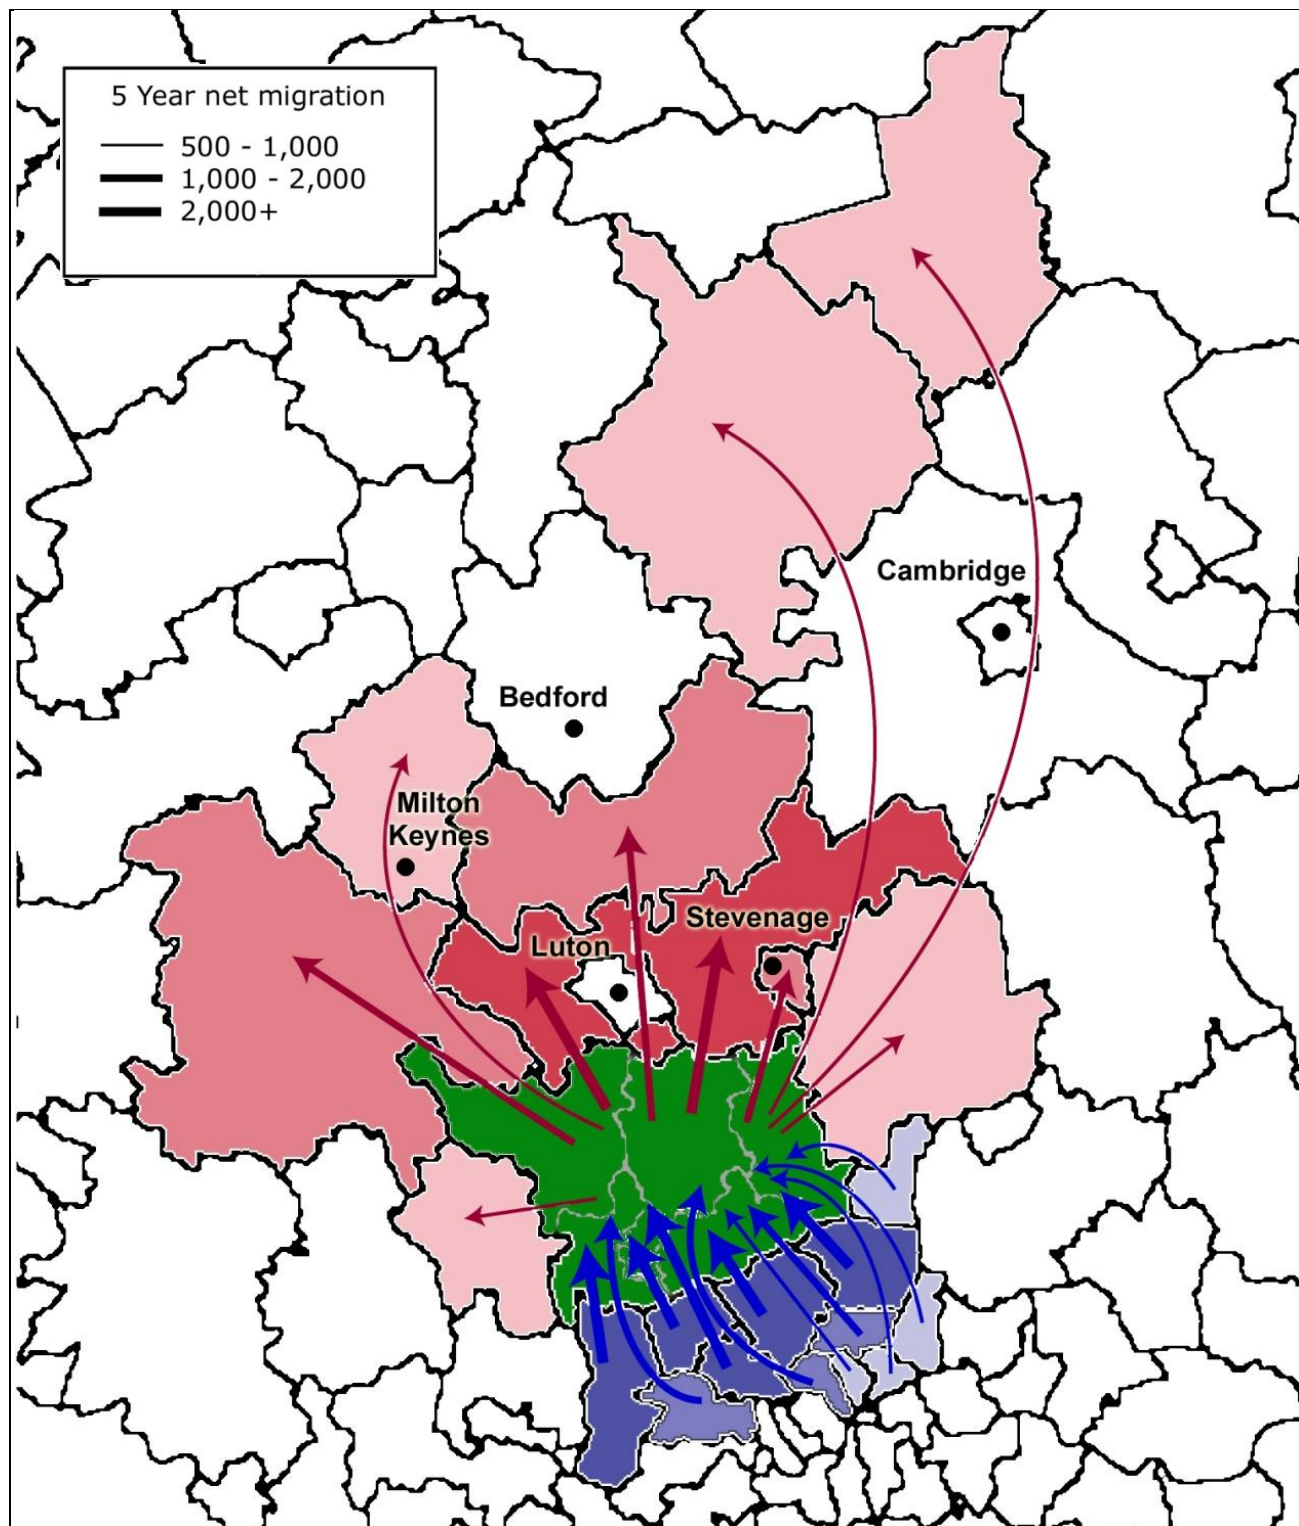 5 Year net migration
500 - 1,000
1,000 - 2,000
2,000+
Cambridge
Bedford
Milton
Keynes
Stevenage
Luton